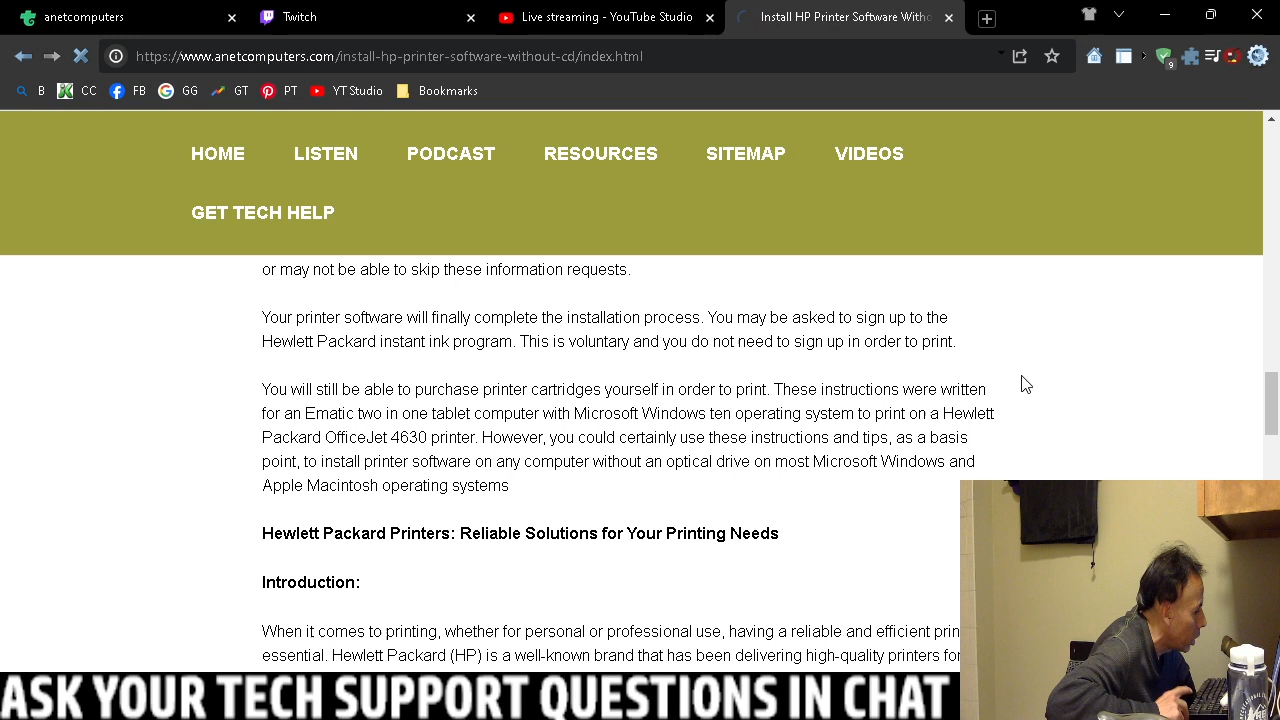 anetcomputers
Twitch
Live streaming - YouTube Studio
Install HP Printer Software Witho
https://www.anetcomputers.com/install-hp-printer-software-without-cd/index.html
9
B CC FB GG GT PT YT Studio Bookmarks
HOME LISTEN PODCAST RESOURCES SITEMAP VIDEOS
GET TECH HELP
or may not be able to skip these information requests.
Your printer software will finally complete the installation process. You may be asked to sign up to the
Hewlett Packard instant ink program. This is voluntary and you do not need to sign up in order to print.
You will still be able to purchase printer cartridges yourself in order to print. These instructions were written
for an Ematic two in one tablet computer with Microsoft Windows ten operating system to print on a Hewlett
Packard OfficeJet 4630 printer. However, you could certainly use these instructions and tips, as a basis
point, to install printer software on any computer without an optical drive on most Microsoft Windows and
Apple Macintosh operating systems
Hewlett Packard Printers: Reliable Solutions for Your Printing Needs
Introduction:
When it comes to printing, whether for personal or professional use, having a reliable and efficient prin
essential. Hewlett Packard (HP) is a well-known brand that has been delivering high-quality printers for
ASK YOUR TECH SUPPORT QUESTIONS IN CHAT